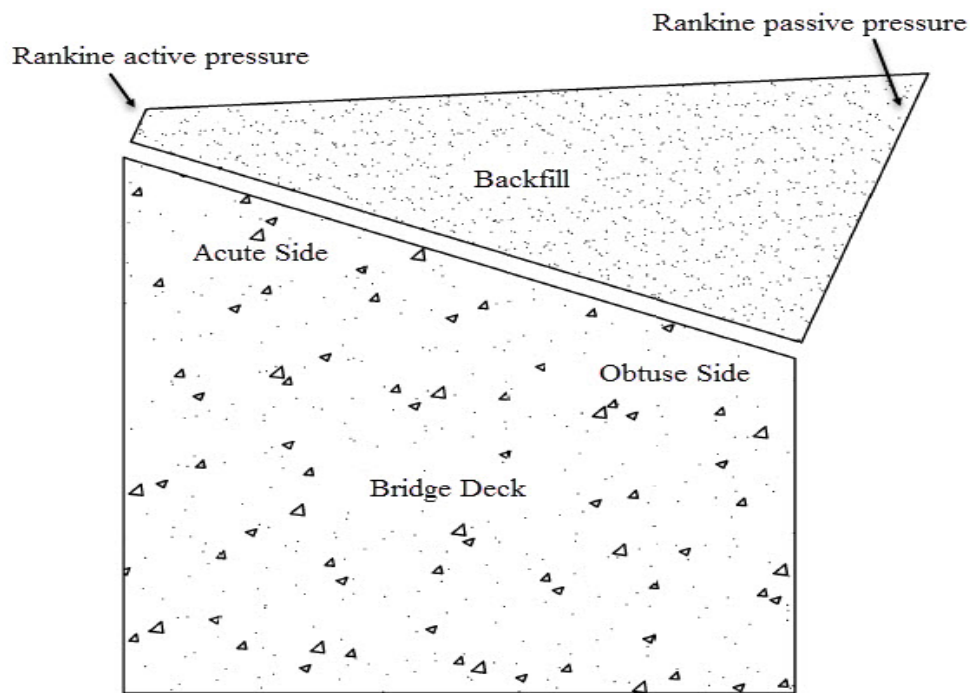 Rankine passive pressure
Rankine active pressure
Backfill
Acute Side
Obtuse Side
Bridge Deck